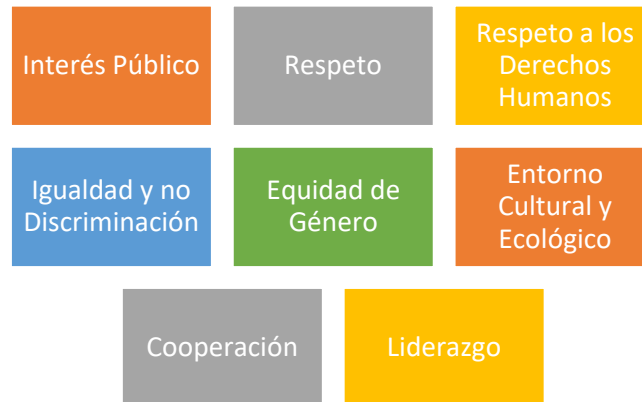 Interés Público
Respeto
Respeto a los
Derechos
Humanos
Igualdad y no
Discriminación
Equidad de
Género
Entorno
Cultural y
Ecológico
Cooperación
Liderazgo